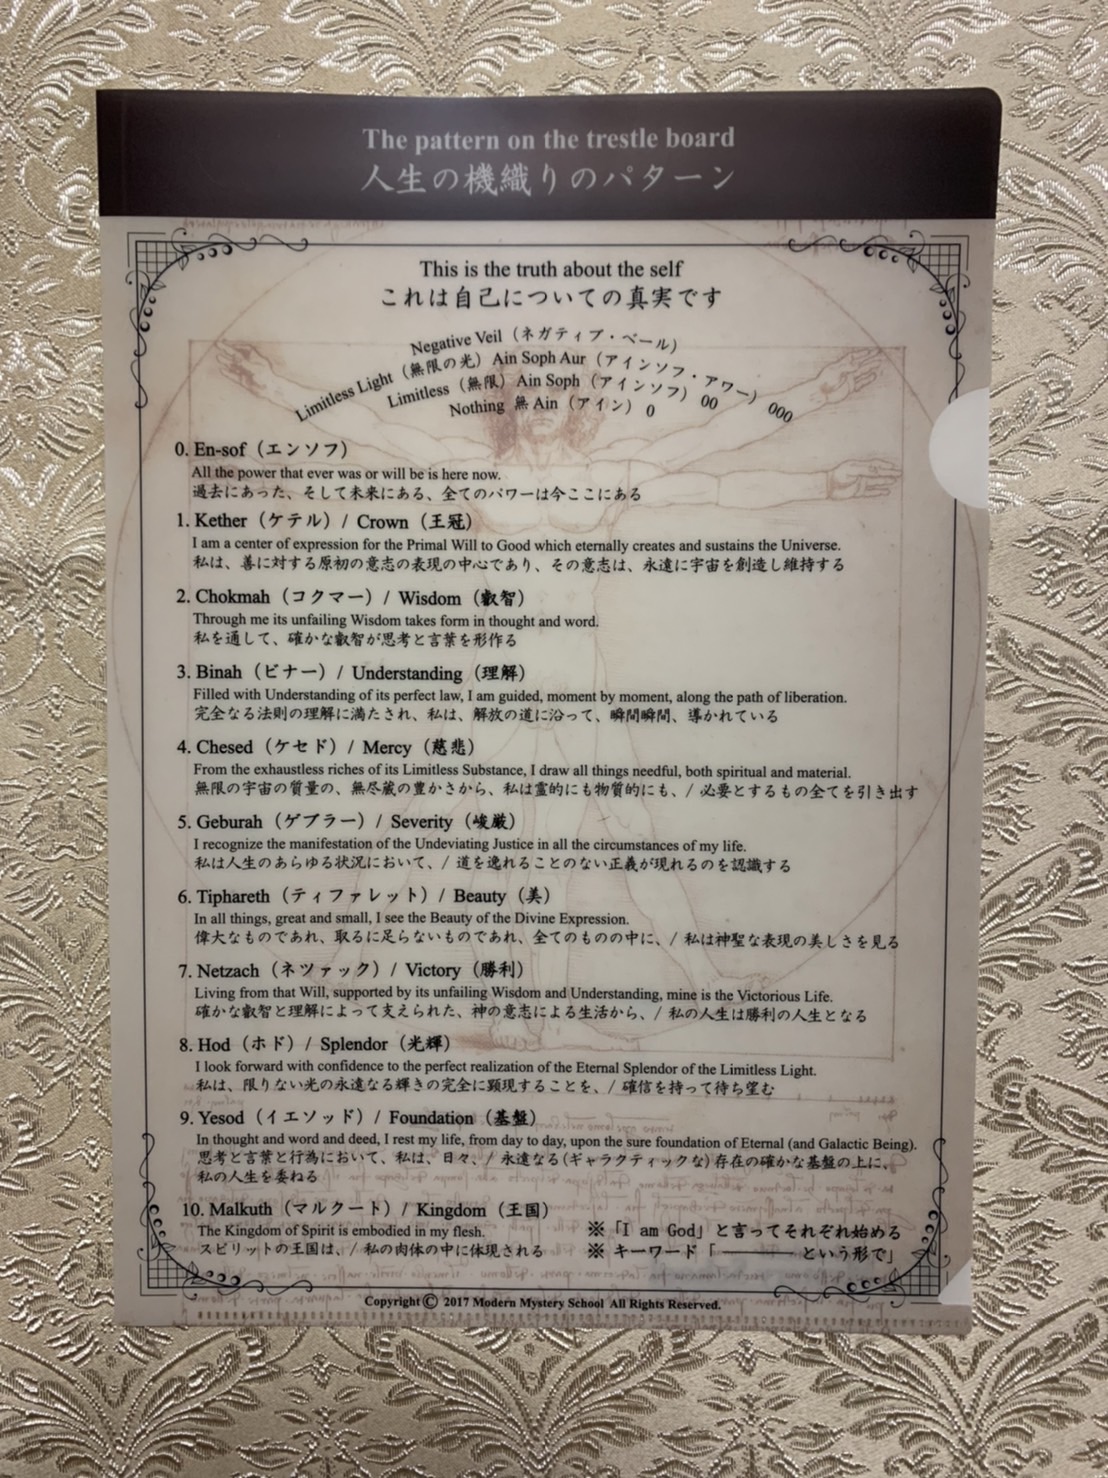 The pattern on the trestle board
人生の機織りのパターン
This is the truth about the self
これは自己についての真実です
Negative Veil（ネガティブ・ベール）
Limitless Light（無限の光）Ain Soph Aur（アインソフ・アワー）000
Limitless（無限）Ain Soph（アインソフ）00
Nothing 無 Ain（アイン）0
0. En-sof（エンソフ）
All the power that ever was or will be is here now.
過去にあった、そして未来にある、全てのパワーは今ここにある
1. Kether（ケテル）/ Crown（王冠）
I am a center of expression for the Primal Will to Good which eternally creates and sustains the Universe.
私は、善に対する原初の意志の表現の中心であり、その意志は、永遠に宇宙を創造し維持する
2. Chokmah（コクマー）/ Wisdom（叡智）
Through me its unfailing Wisdom takes form in thought and word.
私を通して、確かな叡智が思考と言葉を形作る
3. Binah（ビナー）/ Understanding（理解）
Filled with Understanding of its perfect law, I am guided, moment by moment, along the path of liberation.
完全なる法則の理解に満たされ、私は、解放の道に沿って、瞬間瞬間、導かれている
4. Chesed（ケセド）/ Mercy（慈悲）
From the exhaustless riches of its Limitless Substance, I draw all things needful, both spiritual and material.
無限の宇宙の質量の、無尽蔵の豊かさから、私は霊的にも物質的にも、/ 必要とするもの全てを引き出す
5. Geburah（ゲブラー）/ Severity（峻厳）
I recognize the manifestation of the Undeviating Justice in all the circumstances of my life.
私は人生のあらゆる状況において、/ 道を逸れることのない正義が現れるのを認識する
6. Tiphareth（ティファレット）/ Beauty（美）
In all things, great and small, I see the Beauty of the Divine Expression.
偉大なものであれ、取るに足らないものであれ、全てのものの中に、/ 私は神聖な表現の美しさを見る
7. Netzach（ネツァック）/ Victory（勝利）
Living from that Will, supported by its unfailing Wisdom and Understanding, mine is the Victorious Life.
確かな叡智と理解によって支えられた、神の意志による生活から、/ 私の人生は勝利の人生となる
8. Hod（ホド）/ Splendor（光輝）
I look forward with confidence to the perfect realization of the Eternal Splendor of the Limitless Light.
私は、限りない光の永遠なる輝きの完全に顕現することを、/ 確信を持って待ち望む
9. Yesod（イエソッド）/ Foundation（基盤）
In thought and word and deed, I rest my life, from day to day, upon the sure foundation of Eternal (and Galactic Being).
思考と言葉と行為において、私は、日々、/ 永遠なる(ギャラクティックな)存在の確かな基盤の上に、
私の人生を委ねる
10. Malkuth（マルクート）/ Kingdom（王国）
The Kingdom of Spirit is embodied in my flesh.
スピリットの王国は、/ 私の肉体の中に体現される
※「I am God」と言ってそれぞれ始める
※ キーワード「 ――――― という形で」
Copyright © 2017 Modern Mystery School All Rights Reserved.